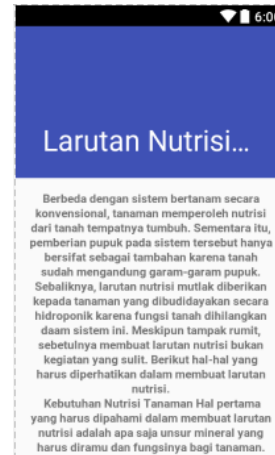 6:00
Larutan Nutrisi...
Berbeda dengan sistem bertanam secara
konvensional, tanaman memperoleh nutrisi
dari tanah tempatnya tumbuh. Sementara itu,
pemberian pupuk pada sistem tersebut hanya
bersifat sebagai tambahan karena tanah
sudah mengandung garam-garam pupuk.
Sebaliknya, larutan nutrisi mutlak diberikan
kepada tanaman yang dibudidayakan secara
hidroponik karena fungsi tanah dihilangkan
daam sistem ini. Meskipun tampak rumit,
sebetulnya membuat larutan nutrisi bukan
kegiatan yang sulit. Berikut hal-hal yang
harus diperhatikan dalam membuat larutan
nutrisi.
Kebutuhan Nutrisi Tanaman Hal pertama
yang harus dipahami dalam membuat larutan
nutrisi adalah apa saja unsur mineral yang
harus diramu dan fungsinya bagi tanaman.